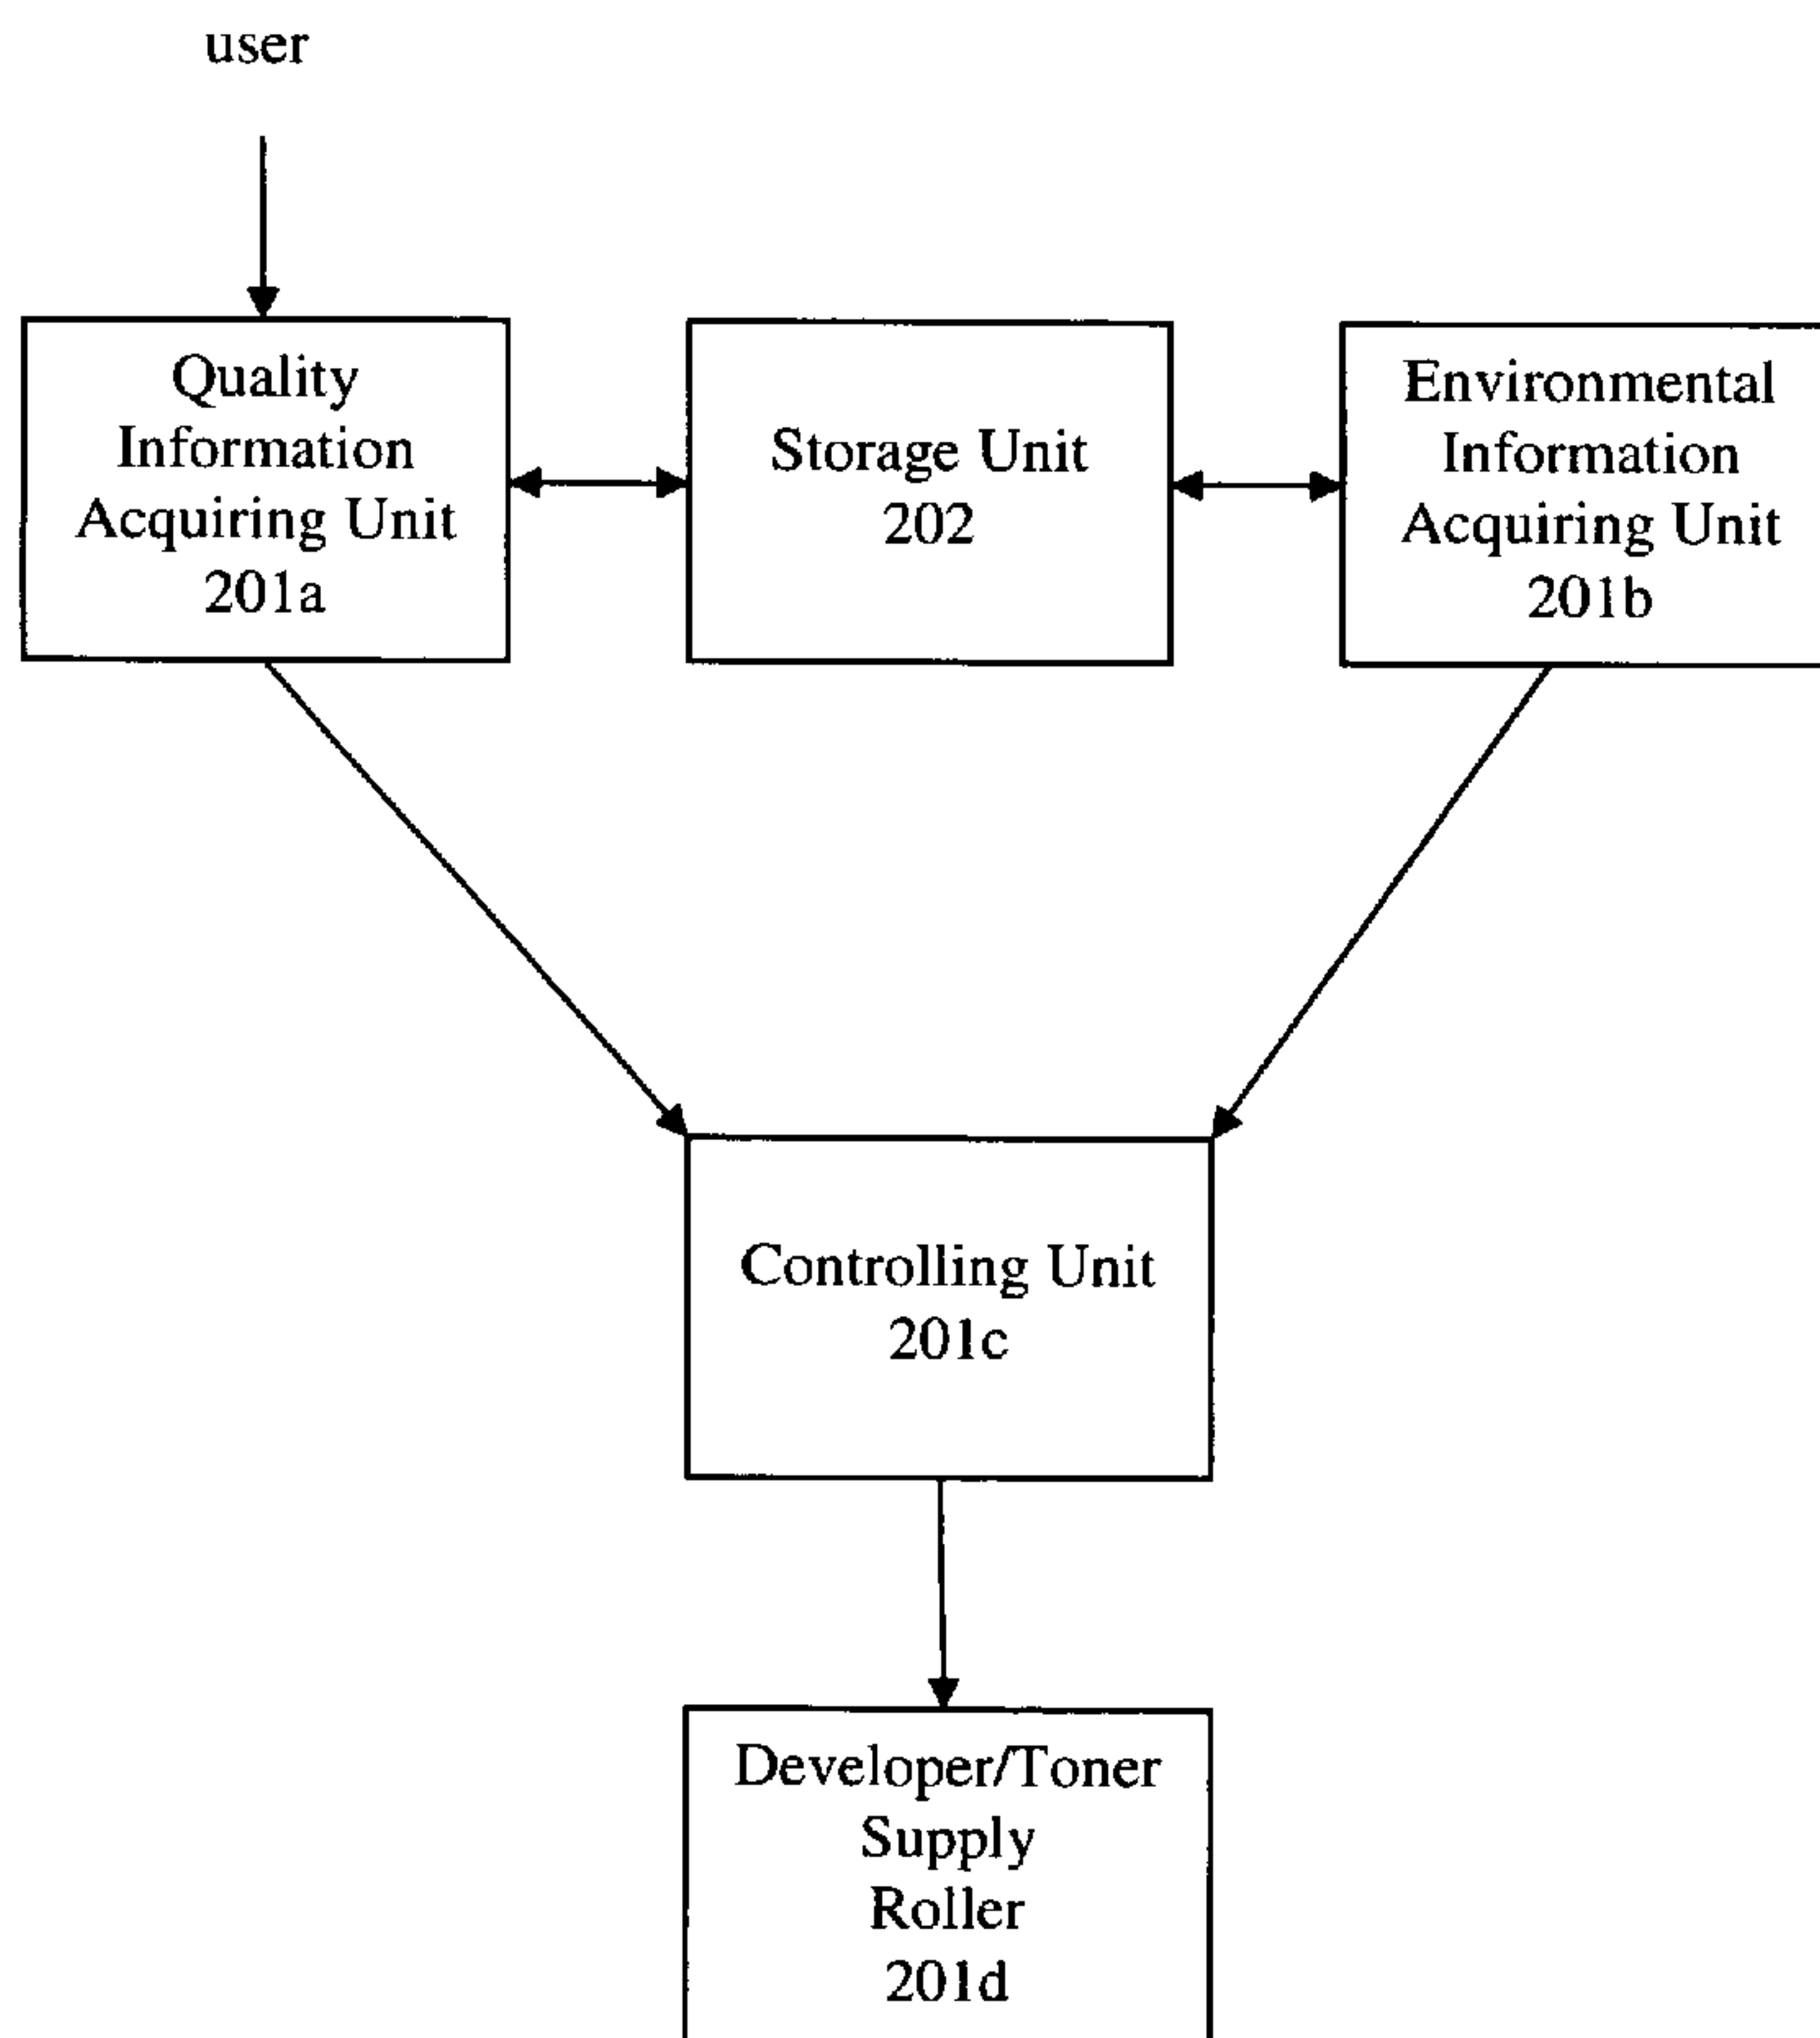 user
Quality
Information
Acquiring Unit
201a
Storage Unit
202
Environmental
Information
Acquiring Unit
201b
Controlling Unit
201c
Developer/Toner
Supply
Roller
201d